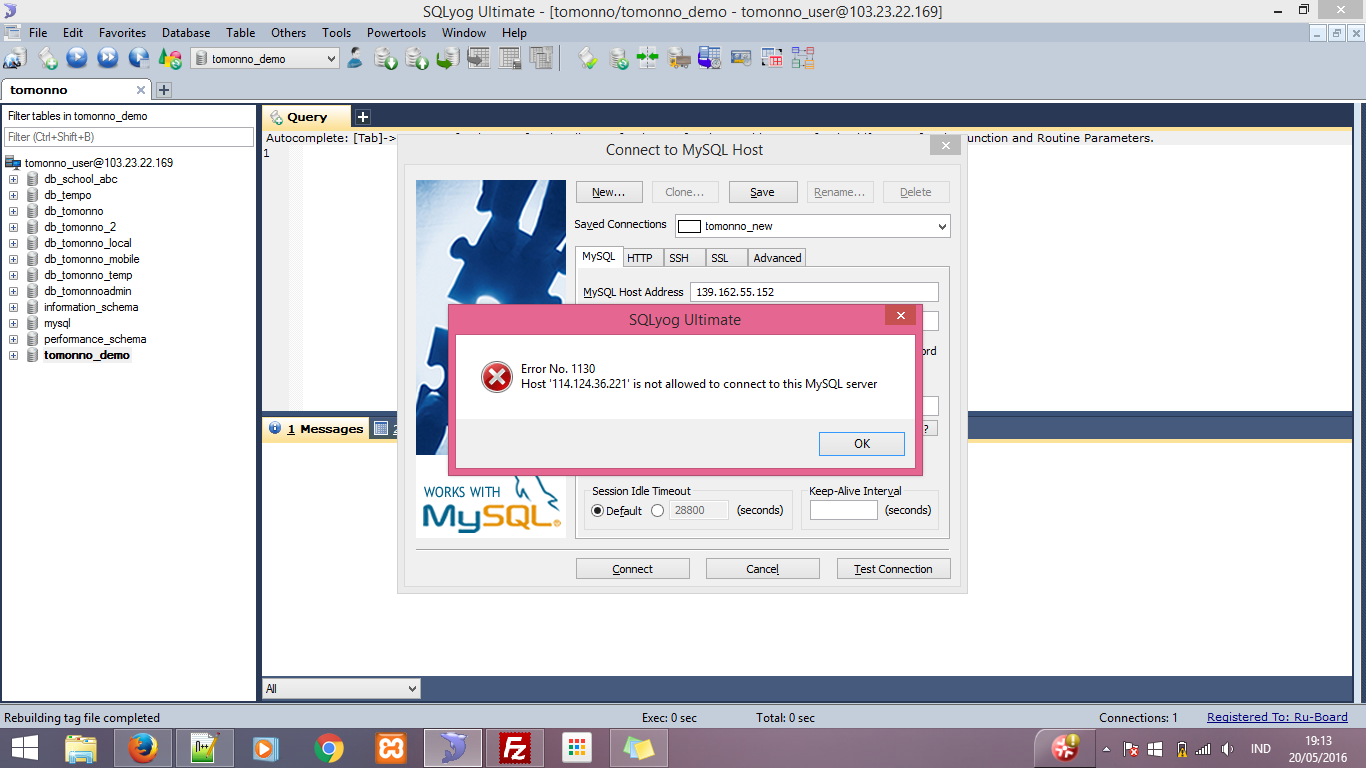 SQLyog Ultimate - [tomonno/tomonno_demo - tomonno_user@103.23.22.169]
File Edit Favorites Database Table Others Tools Powertools Window Help
tomonno_demo
tomonno
Filter tables in tomonno_demo
Filter (Ctrl+Shift+B)
tomonno_user@103.23.22.169
db_school_abc
db_tempo
db_tomonno
db_tomonno_2
db_tomonno_local
db_tomonno_mobile
db_tomonno_temp
db_tomonnoadmin
information_schema
mysql
performance_schema
tomonno_demo
Query
Autocomplete: [Tab]-> unction and Routine Parameters.
1
Connect to MySQL Host
New... Clone... Save Rename... Delete
Saved Connections tomonno_new
MySQL HTTP SSH SSL Advanced
MySQL Host Address 139.162.55.152
ord
?
SQLyog Ultimate
Error No. 1130
Host '114.124.36.221' is not allowed to connect to this MySQL server
OK
WORKS WITH
MySQL®
Session Idle Timeout
Default 28800 (seconds)
Keep-Alive Interval
(seconds)
Connect Cancel Test Connection
1 Messages 2
All
Rebuilding tag file completed Exec: 0 sec Total: 0 sec Connections: 1 Registered To: Ru-Board
IND 19:13
20/05/2016